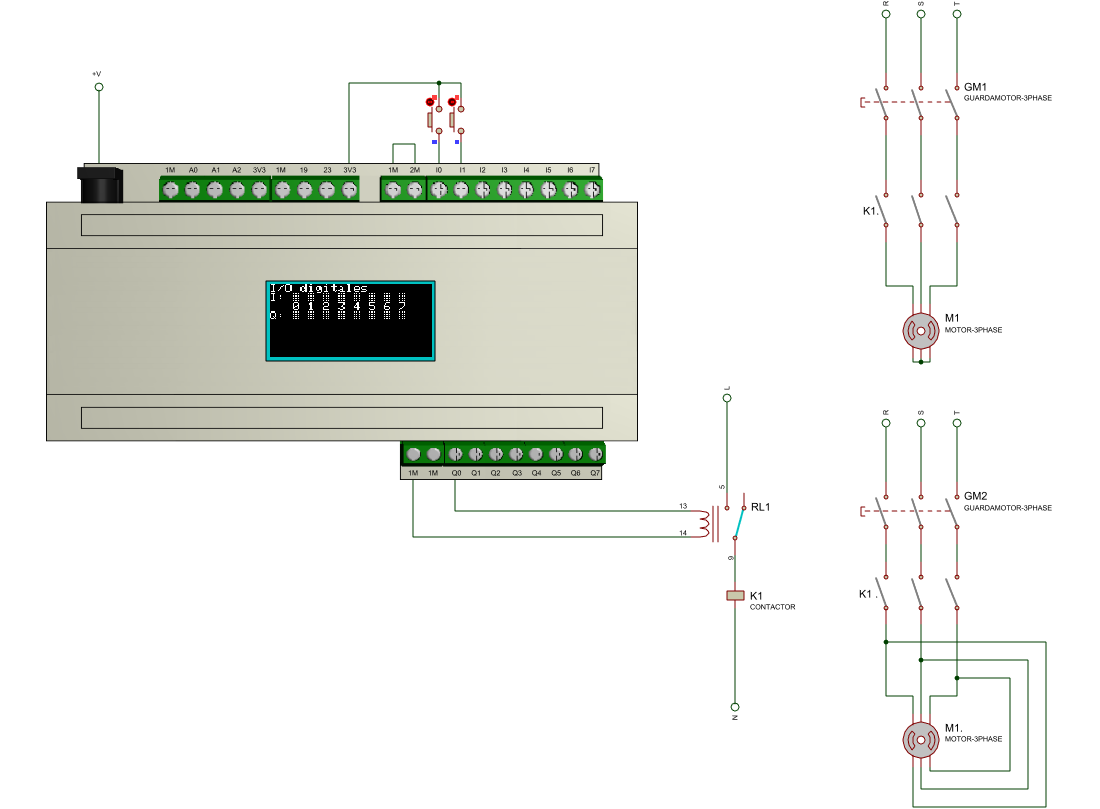 +V
1M A0 A1 A2 3V3 1M 19 23 3V3 1M 2M I0 I1 I2 I3 I4 I5 I6 I7
I/O digitales
I:
0 1 2 3 4 5 6 7
Q:
1M 1M Q0 Q1 Q2 Q3 Q4 Q5 Q6 Q7
13
14
L
5
RL1
9
K1
CONTACTOR
N
R S T
GM1
GUARDAMOTOR-3PHASE
K1.
M1
MOTOR-3PHASE
R S T
GM2
GUARDAMOTOR-3PHASE
K1 .
M1.
MOTOR-3PHASE